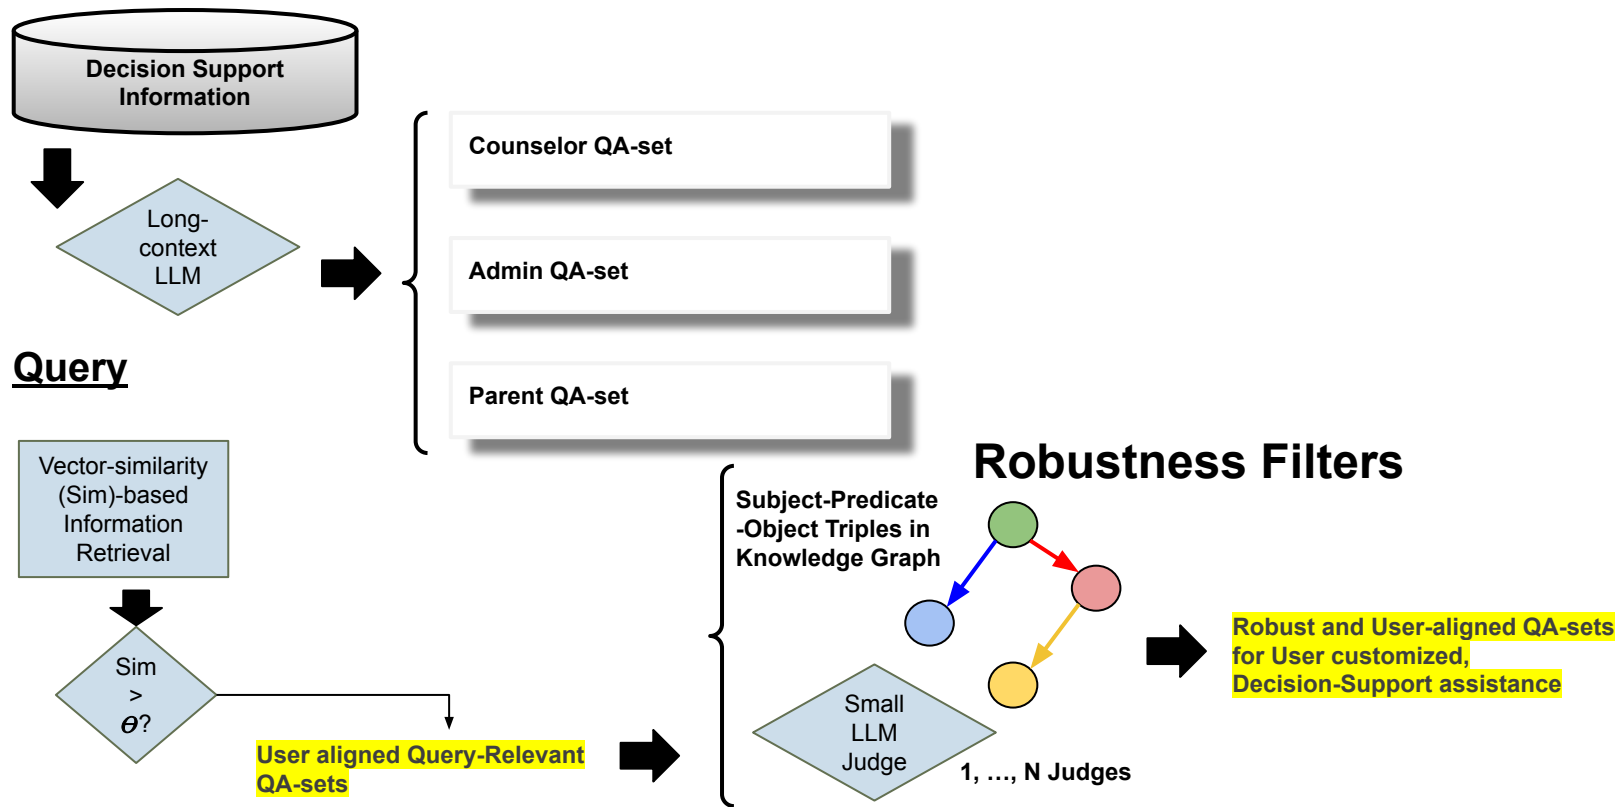 Decision Support
Information
Long-
context
LLM
Counselor QA-set
Admin QA-set
Parent QA-set
Query
Vector-similarity
(Sim)-based
Information
Retrieval
Sim
>
θ?
User aligned Query-Relevant
QA-sets
Robustness Filters
Subject-Predicate
-Object Triples in
Knowledge Graph
Small
LLM
Judge
1, ..., N Judges
Robust and User-aligned QA-sets
for User customized,
Decision-Support assistance